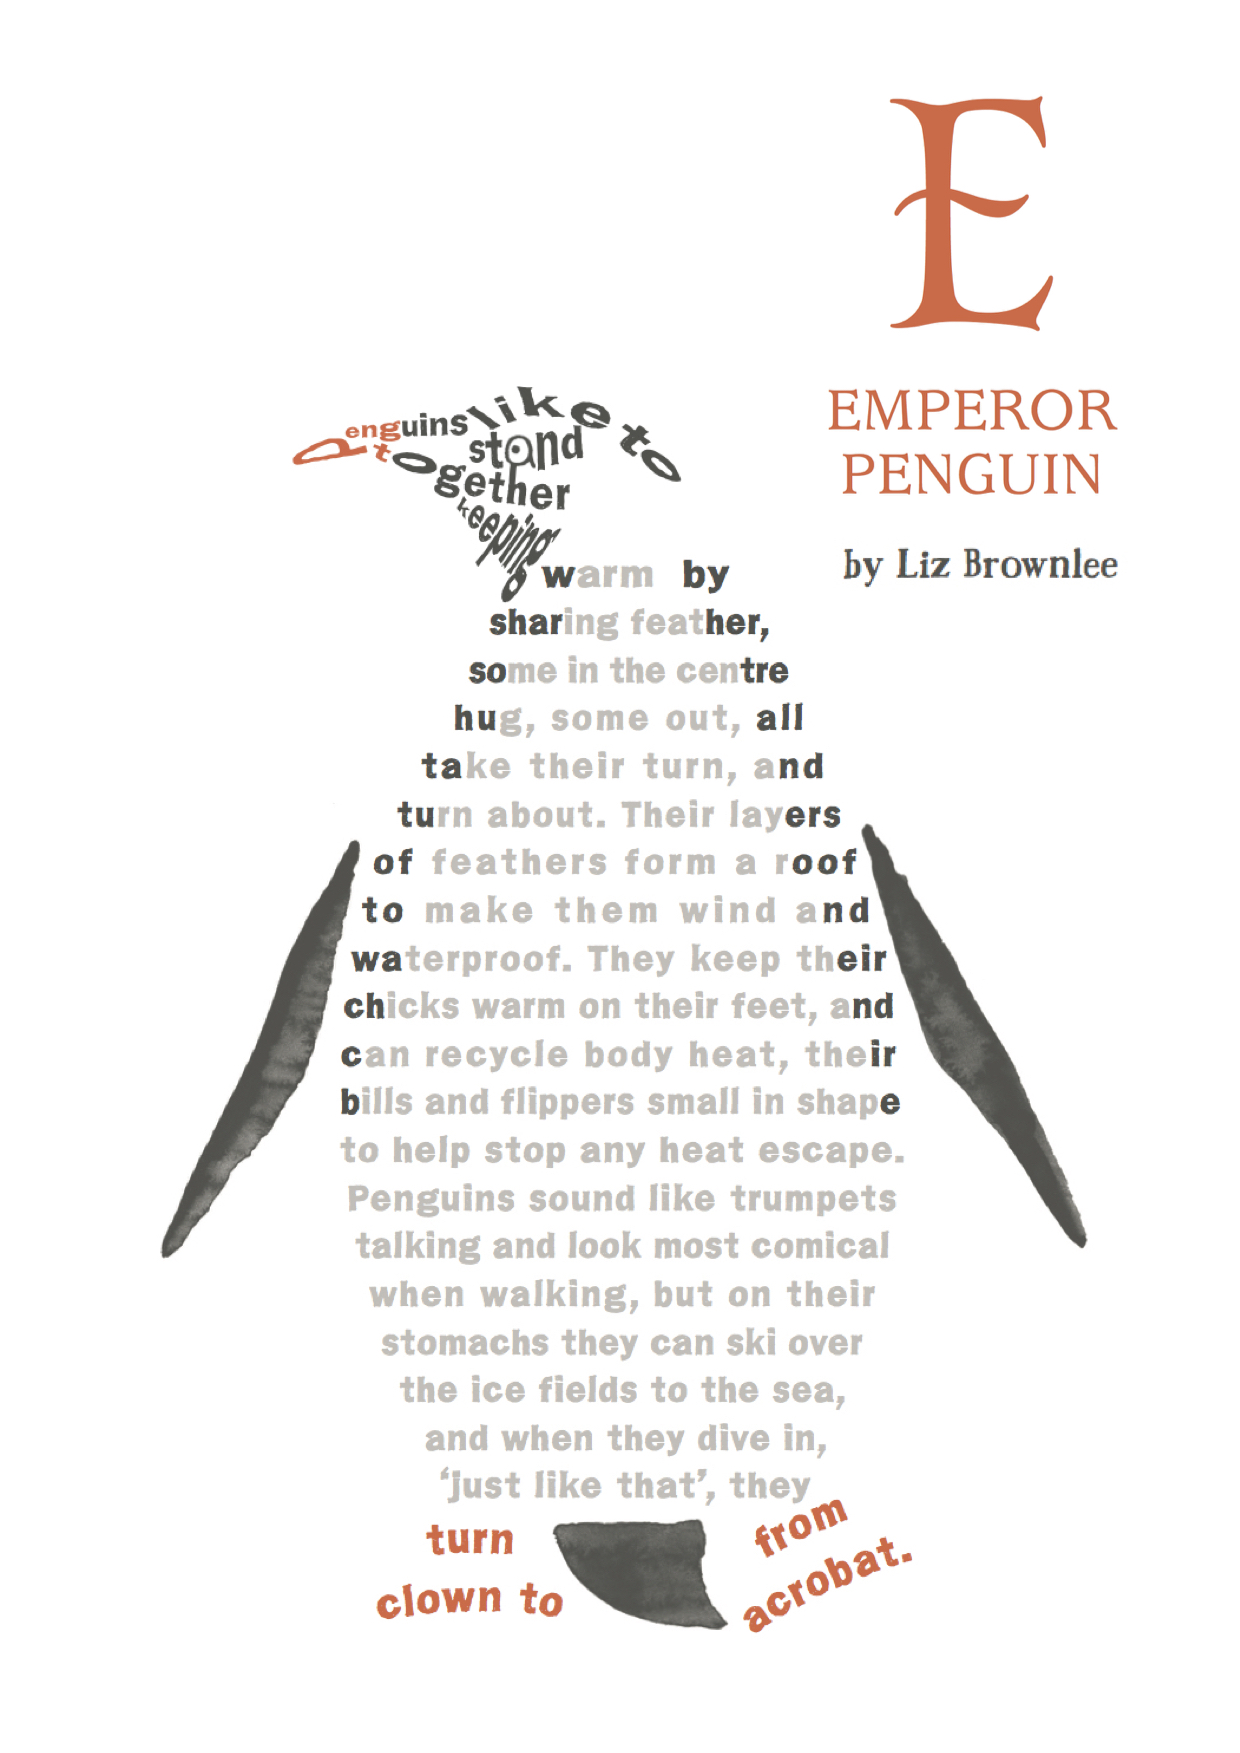 E
EMPEROR
PENGUIN
by Liz Brownlee
penguins like to
stand
together
keeping
warm by
sharing feather,
some in the centre
hug, some out, all
take their turn, and
turn about. Their layers
of feathers form a roof
to make them wind and
waterproof. They keep their
chicks warm on their feet, and
can recycle body heat, their
bills and flippers small in shape
to help stop any heat escape.
Penguins sound like trumpets
talking and look most comical
when walking, but on their
stomachs they can ski over
the ice fields to the sea,
and when they dive in,
‘just like that’, they
turn from
clown to acrobat.